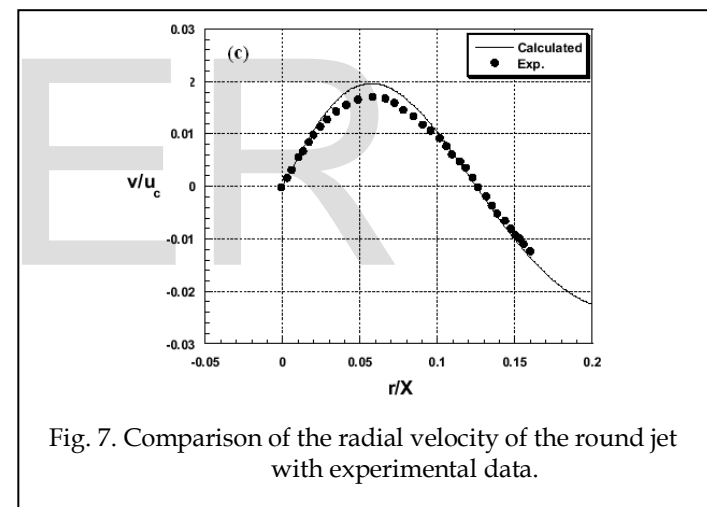 0.03
(c)
Calculated
Exp.
2
0.01
v/u_c
0
-0.01
-0.02
-0.03
-0.05
0
0.05
0.1
0.15
0.2
r/X
ER
Fig. 7. Comparison of the radial velocity of the round jet
with experimental data.